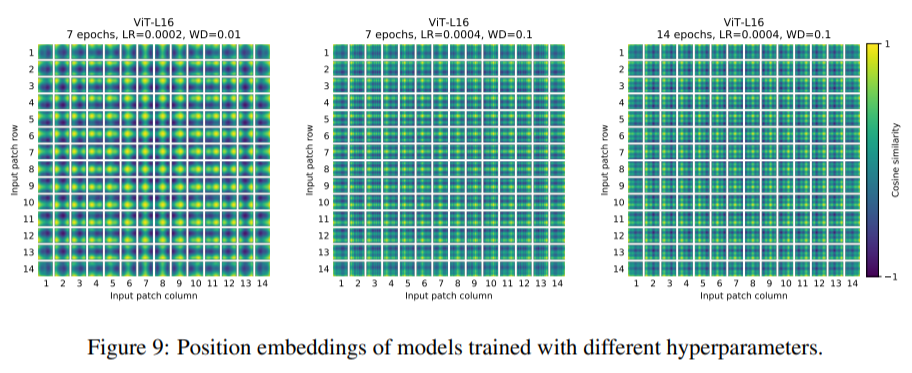 ViT-L16
7 epochs, LR=0.0002, WD=0.01
ViT-L16
7 epochs, LR=0.0004, WD=0.1
ViT-L16
14 epochs, LR=0.0004, WD=0.1
Input patch row
1
2
3
4
5
6
7
8
9
10
11
12
13
14
1 2 3 4 5 6 7 8 9 10 11 12 13 14
Input patch column
Input patch row
1
2
3
4
5
6
7
8
9
10
11
12
13
14
1 2 3 4 5 6 7 8 9 10 11 12 13 14
Input patch column
Input patch row
1
2
3
4
5
6
7
8
9
10
11
12
13
14
1 2 3 4 5 6 7 8 9 10 11 12 13 14
Input patch column
1
Cosine similarity
−1
Figure 9: Position embeddings of models trained with different hyperparameters.